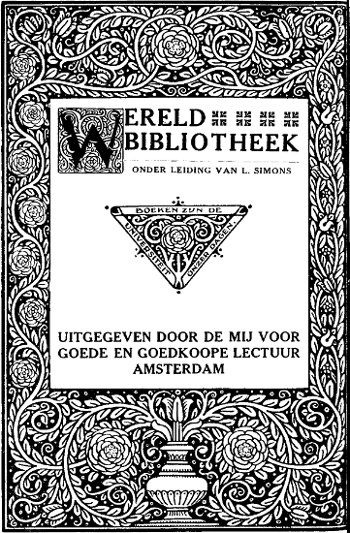 WERELD
BIBLIOTHEEK
ONDER LEIDING VAN L. SIMONS
BOEKEN ZIJN DE
UNIVERSITEIT
ONZER DAGEN.
UITGEGEVEN DOOR DE MIJ VOOR
GOEDE EN GOEDKOOPE LECTUUR
AMSTERDAM